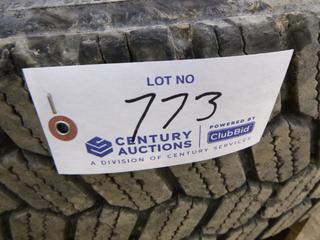 LOT NO
773
CENTURY
AUCTIONS
POWERED BY
ClubBid
A DIVISION OF CENTURY SERVICES